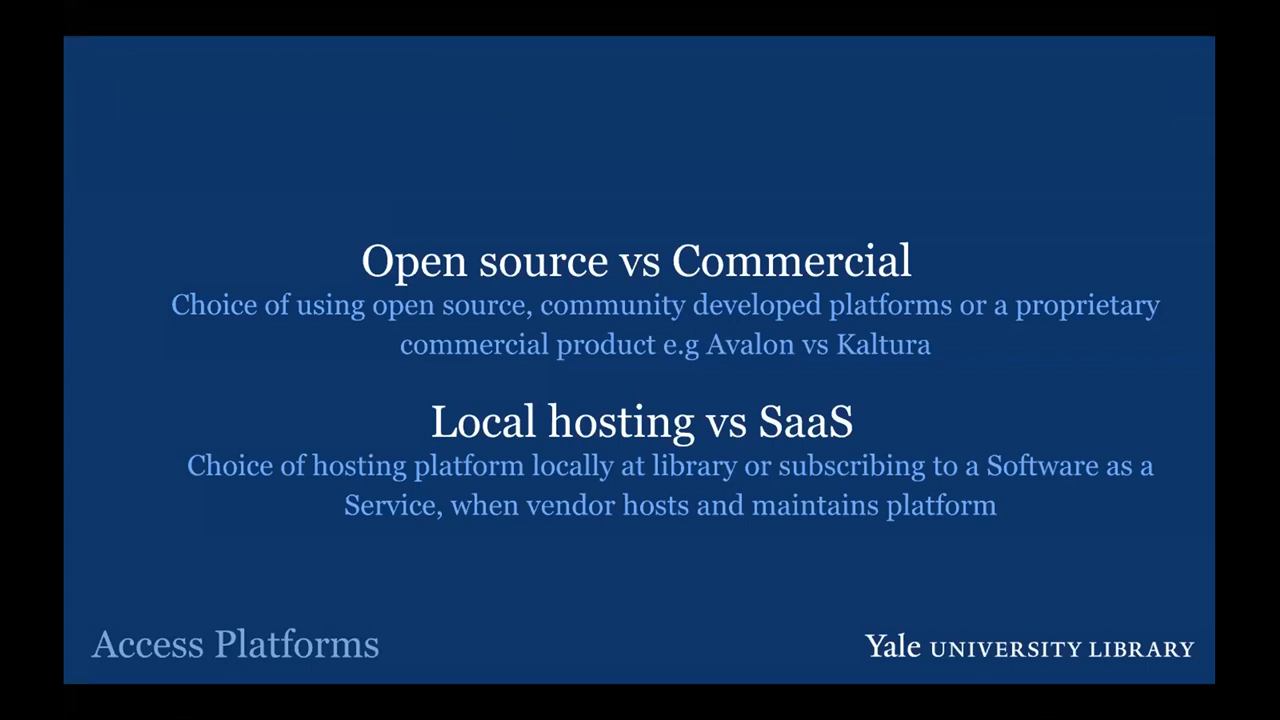 Open source vs Commercial
Choice of using open source, community developed platforms or a proprietary
commercial product e.g Avalon vs Kaltura
Local hosting vs SaaS
Choice of hosting platform locally at library or subscribing to a Software as a
Service, when vendor hosts and maintains platform
Access Platforms
Yale UNIVERSITY LIBRARY